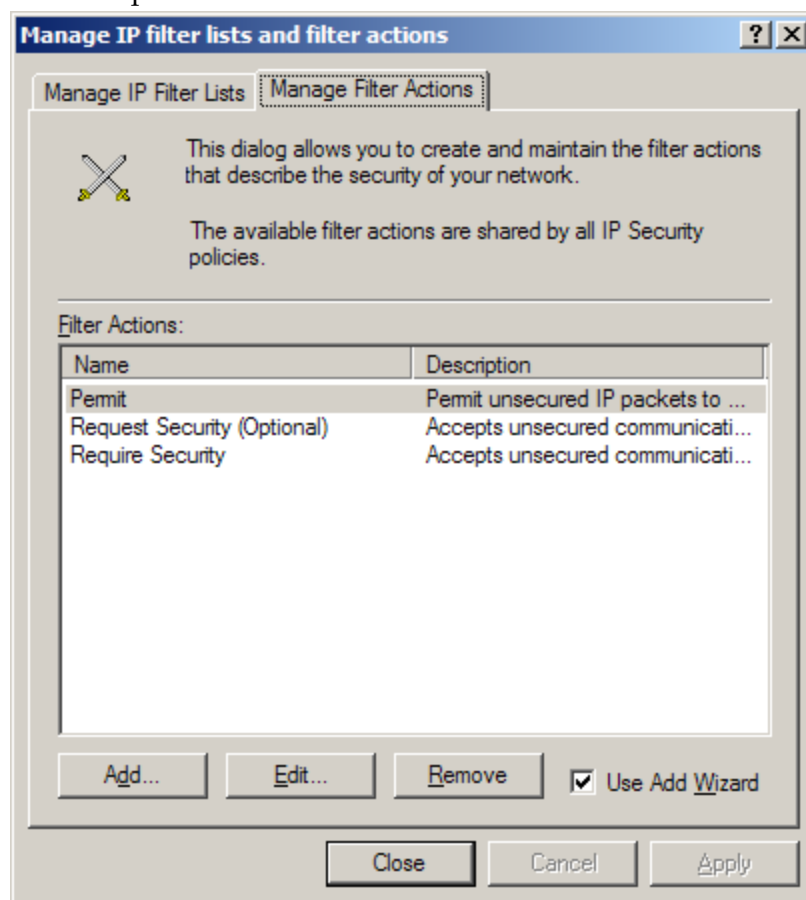 Manage IP filter lists and filter actions
Manage IP Filter Lists
Manage Filter Actions
This dialog allows you to create and maintain the filter actions
that describe the security of your network.
The available filter actions are shared by all IP Security
policies.
Filter Actions:
Name Description
Permit Permit unsecured IP packets to ...
Request Security (Optional) Accepts unsecured communicati...
Require Security Accepts unsecured communicati...
Add... Edit... Remove Use Add Wizard
Close Cancel Apply